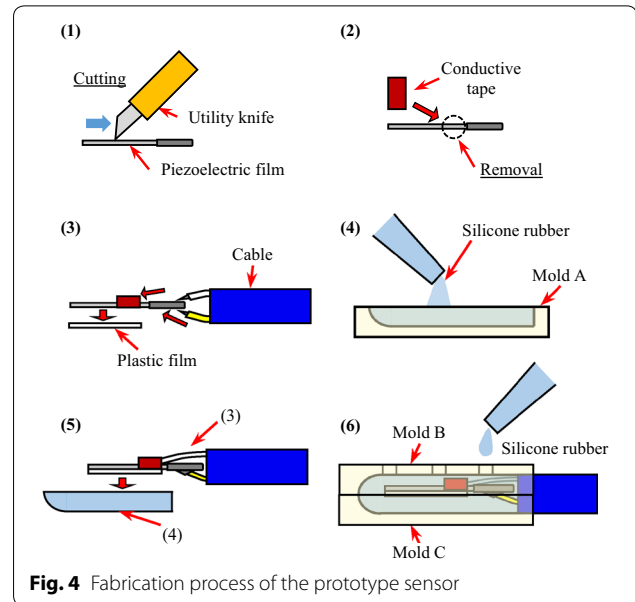 (1)
Cutting
Utility knife
Piezoelectric film
(2)
Conductive
tape
Removal
(3)
Cable
Plastic film
(4)
Silicone rubber
Mold A
(5)
(3)
(4)
(6)
Mold B
Silicone rubber
Mold C
Fig. 4 Fabrication process of the prototype sensor